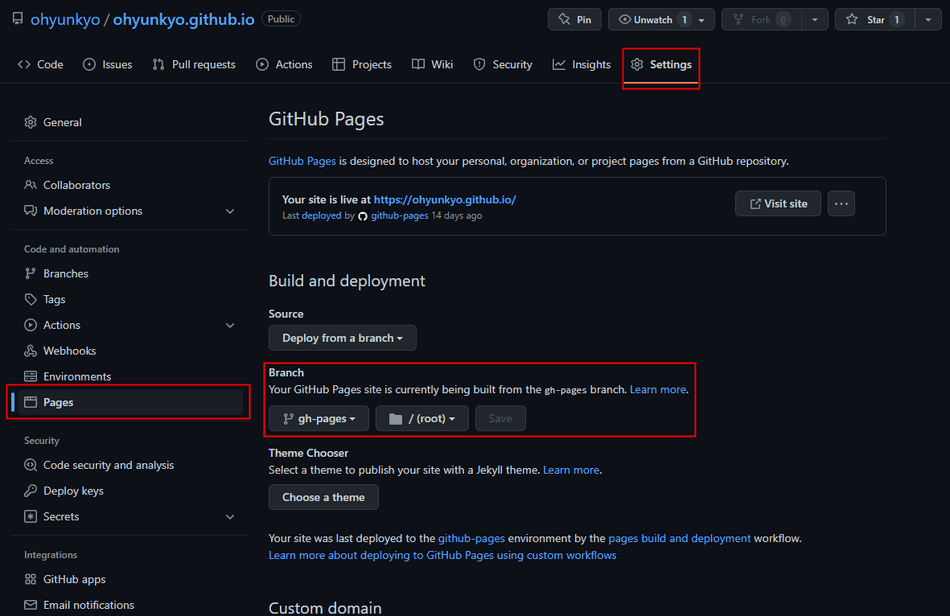 ohyunkyo / ohyunkyo.github.io Public
Pin
Unwatch 1
Fork 0
Star 1
Code
Issues
Pull requests
Actions
Projects
Wiki
Security
Insights
Settings
General
Access
Collaborators
Moderation options
Code and automation
Branches
Tags
Actions
Webhooks
Environments
Pages
Security
Code security and analysis
Deploy keys
Secrets
Integrations
GitHub apps
Email notifications
GitHub Pages
GitHub Pages is designed to host your personal, organization, or project pages from a GitHub repository.
Your site is live at https://ohyunkyo.github.io/
Last deployed by github-pages 14 days ago
Visit site
Build and deployment
Source
Deploy from a branch
Branch
Your GitHub Pages site is currently being built from the gh-pages branch. Learn more.
gh-pages
/ (root)
Save
Theme Chooser
Select a theme to publish your site with a Jekyll theme. Learn more.
Choose a theme
Your site was last deployed to the github-pages environment by the pages build and deployment workflow.
Learn more about deploying to GitHub Pages using custom workflows
Custom domain